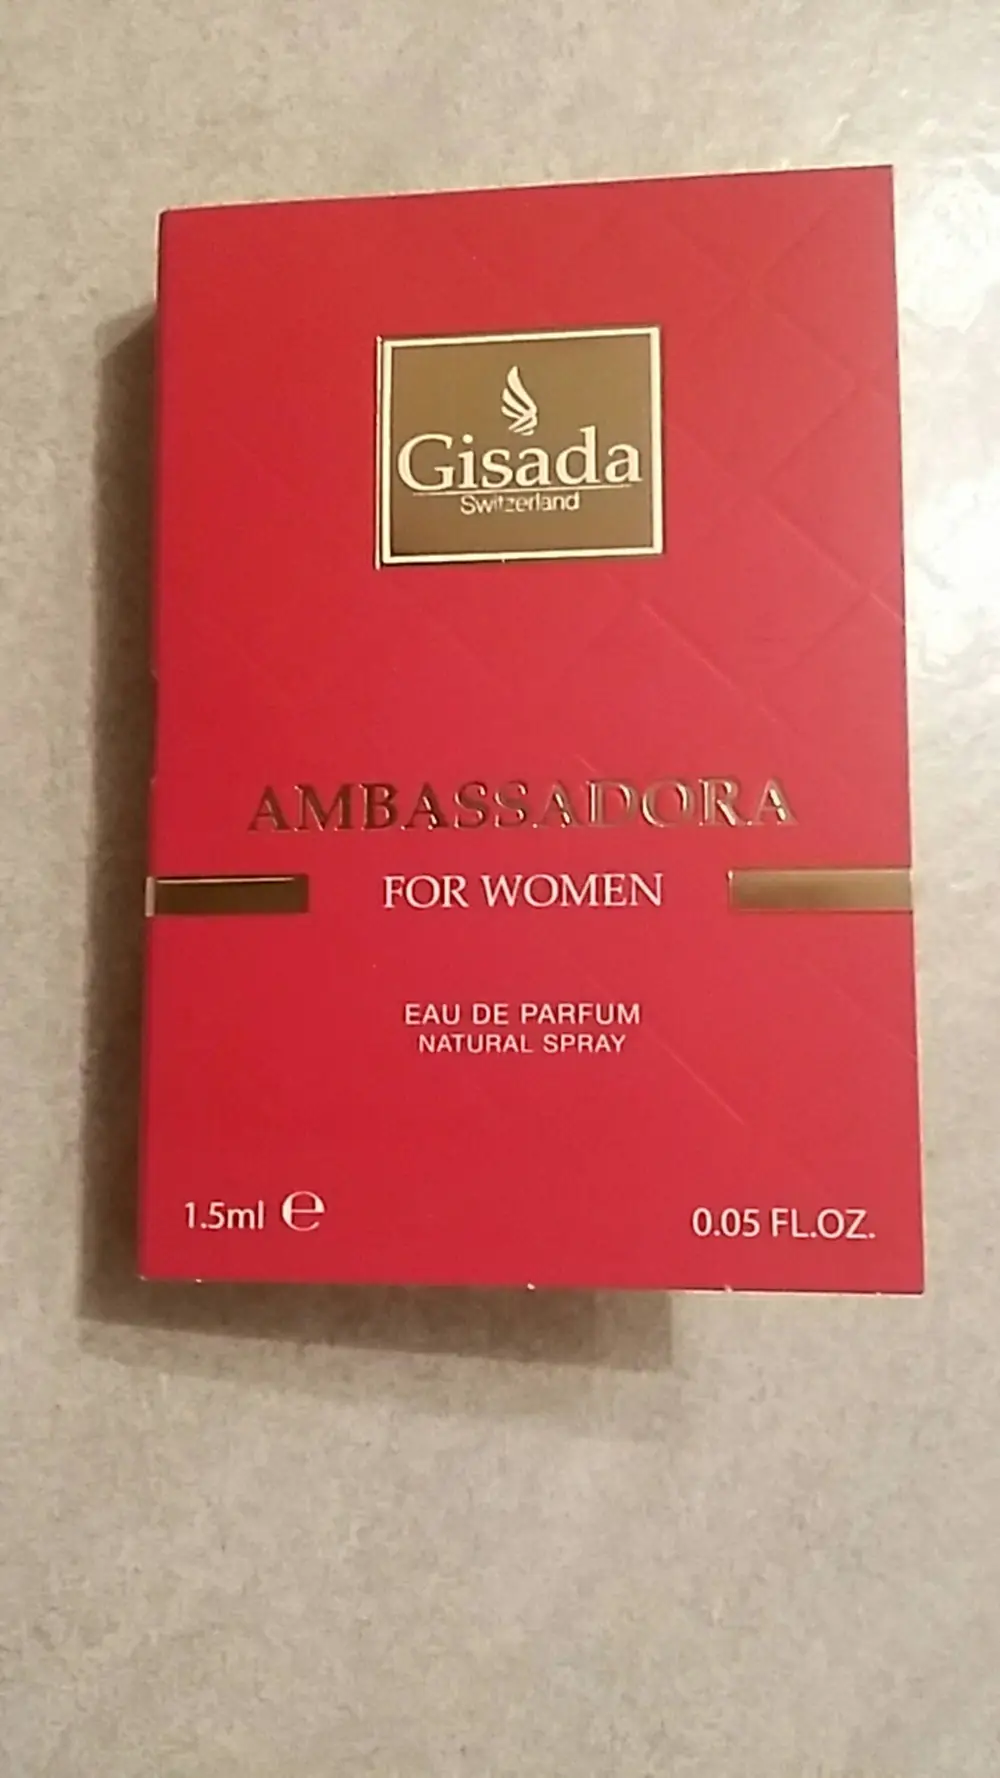 Gisada
Switzerland
AMBASSADORA
FOR WOMEN
EAU DE PARFUM
NATURAL SPRAY
1.5ml ℮
0.05 FL.OZ.